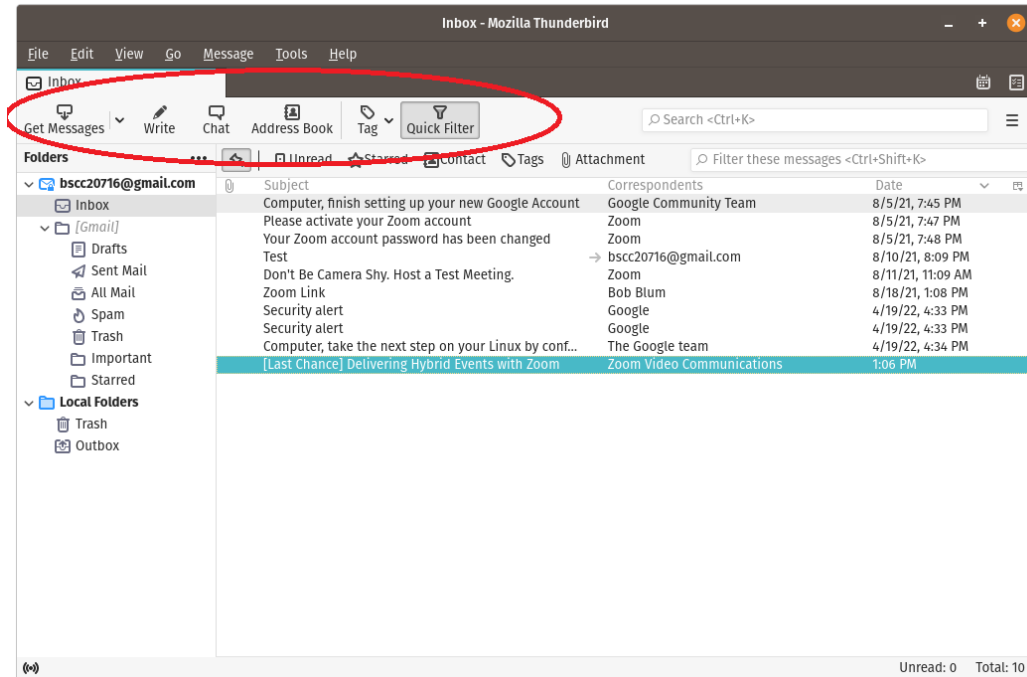 Inbox - Mozilla Thunderbird
File Edit View Go Message Tools Help
Inbox
Get Messages Write Chat Address Book Tag Quick Filter Search <Ctrl+K>
Folders Unread Starred Contact Tags Attachment Filter these messages <Ctrl+Shift+K>
bscc20716@gmail.com Subject Correspondents Date
Inbox Computer, finish setting up your new Google Account Google Community Team 8/5/21, 7:45 PM
[Gmail] Please activate your Zoom account Zoom 8/5/21, 7:47 PM
Drafts Your Zoom account password has been changed Zoom 8/5/21, 7:48 PM
Test → bscc20716@gmail.com 8/10/21, 8:09 PM
Sent Mail Don't Be Camera Shy. Host a Test Meeting. Zoom 8/11/21, 11:09 AM
All Mail Zoom Link Bob Blum 8/18/21, 1:08 PM
Spam Security alert Google 4/19/22, 4:33 PM
Trash Security alert Google 4/19/22, 4:33 PM
Computer, take the next step on your Linux by conf... The Google team 4/19/22, 4:34 PM
Important [Last Chance] Delivering Hybrid Events with Zoom Zoom Video Communications 1:06 PM
Starred
Local Folders
Trash
Outbox
Unread: 0 Total: 10